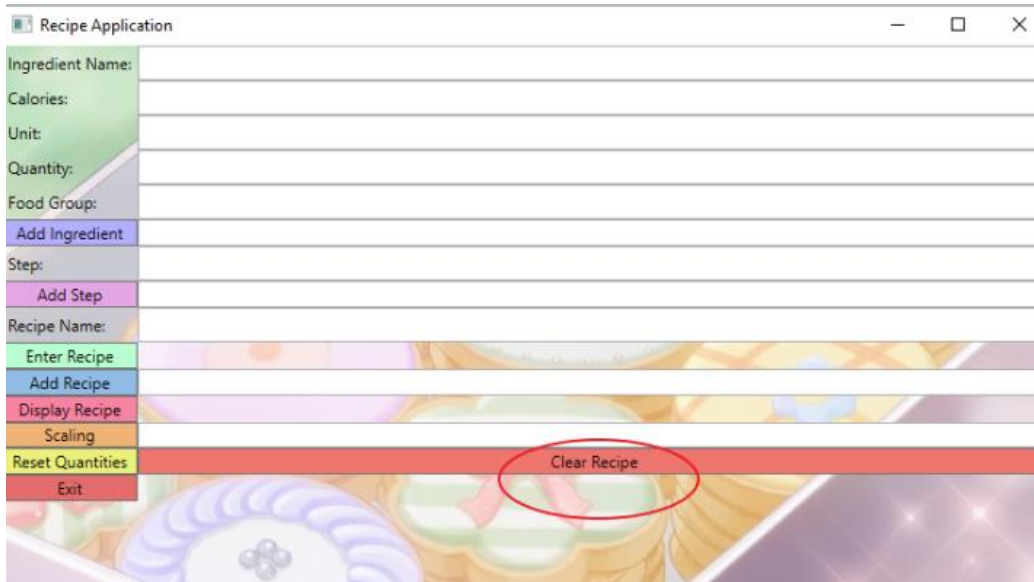 Recipe Application
Ingredient Name:
Calories:
Unit:
Quantity:
Food Group:
Add Ingredient
Step:
Add Step
Recipe Name:
Enter Recipe
Add Recipe
Display Recipe
Scaling
Reset Quantities Clear Recipe
Exit